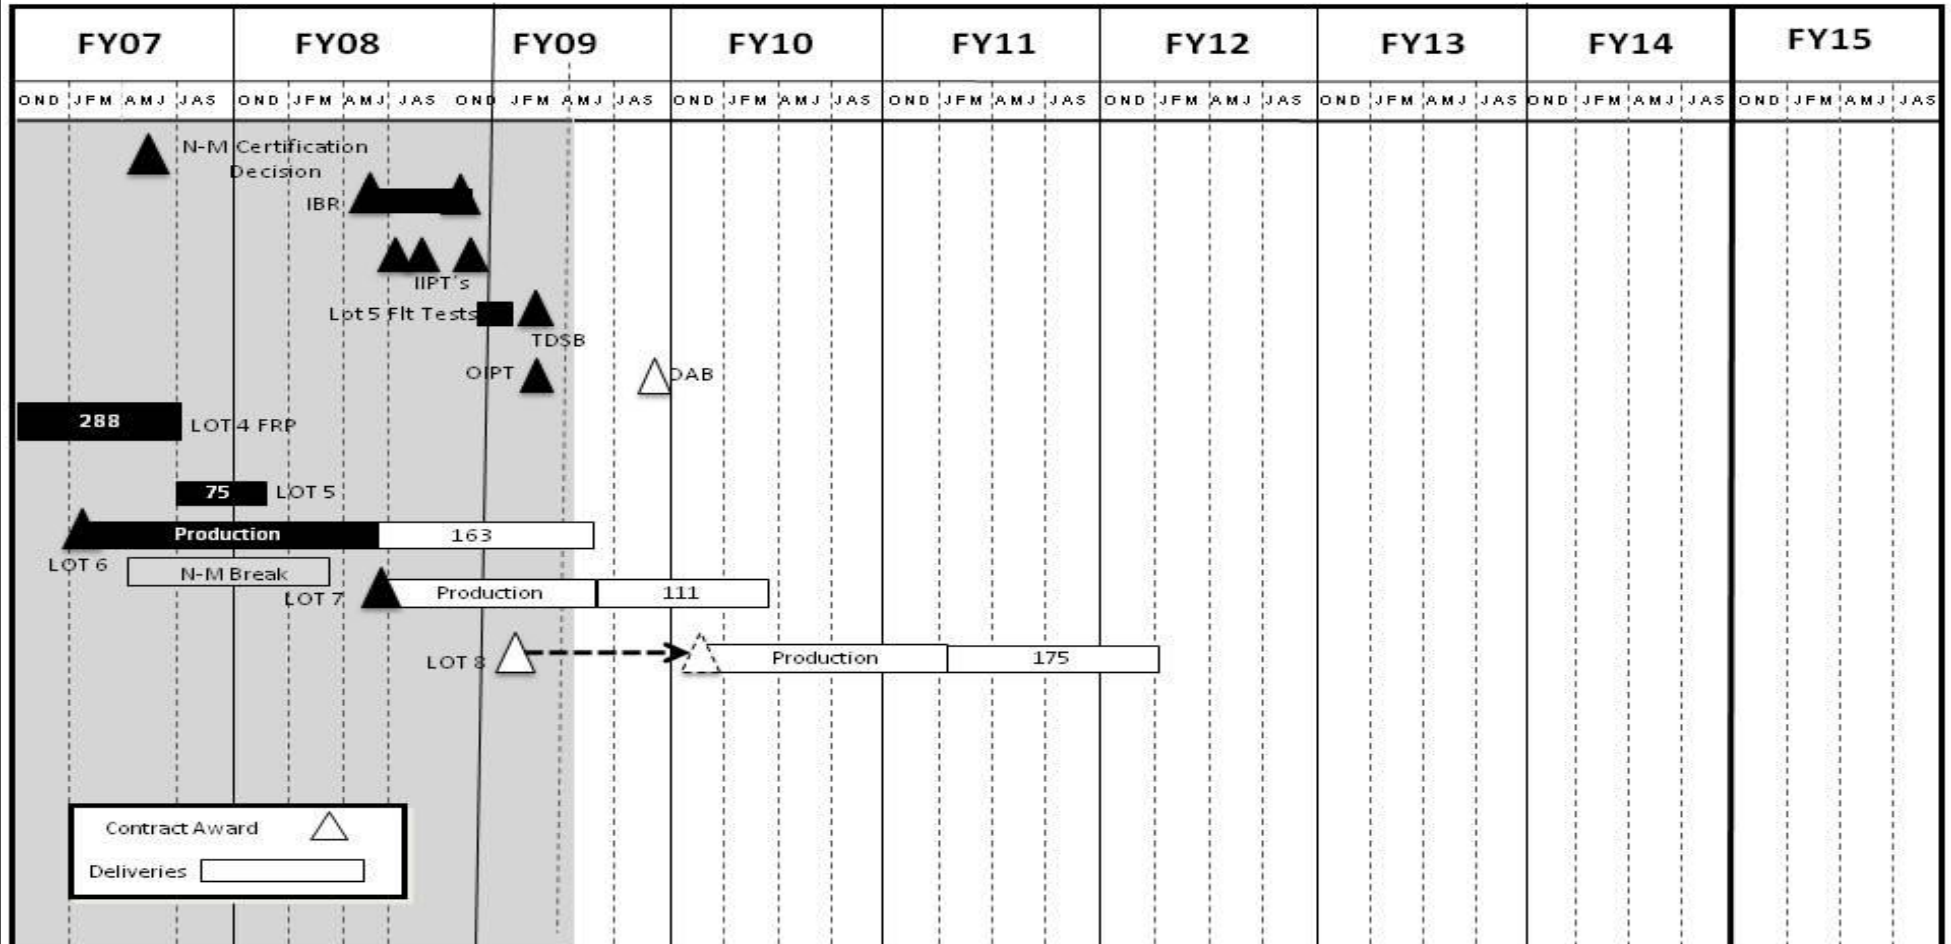 FY07 FY08 FY09 FY10 FY11 FY12 FY13 FY14 FY15
OND JFM AMJ JAS OND JFM AMJ JAS OND JFM AMJ JAS OND JFM AMJ JAS OND JFM AMJ JAS OND JFM AMJ JAS OND JFM AMJ JAS OND JFM AMJ JAS OND JFM AMJ JAS
N-M Certification
Decision
IBR
IIPT's
Lot 5 Flt Tests
TDSB
OIPT
DAB
288 LOT 4 FRP
75 LOT 5
Production 163
LOT 6
N-M Break
LOT 7 Production 111
LOT 8 Production 175
Contract Award
Deliveries